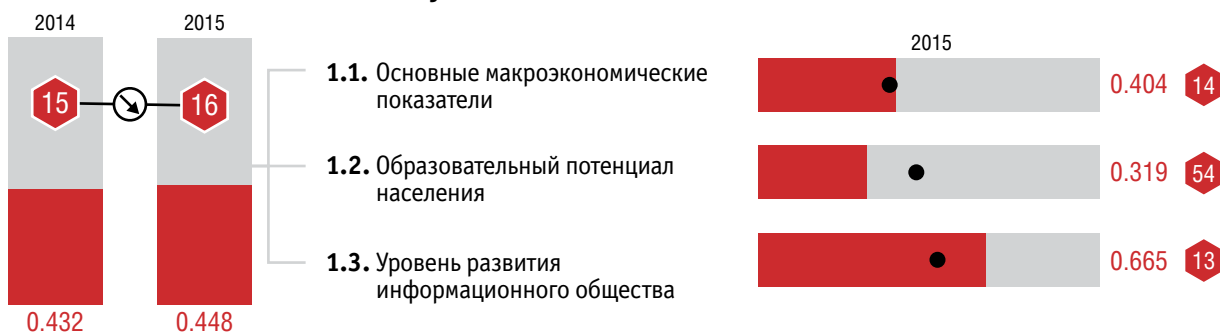 2014
2015
15
16
0.432
0.448
1.1. Основные макроэкономические
показатели
1.2. Образовательный потенциал
населения
1.3. Уровень развития
информационного общества
2015
0.404 14
0.319 54
0.665 13